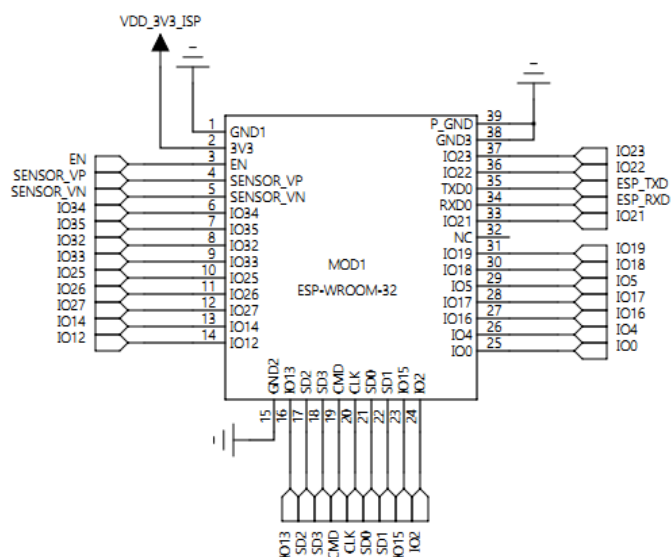 VDD_3V3_ISP
EN
SENSOR_VP
SENSOR_VN
IO34
IO35
IO32
IO33
IO25
IO26
IO27
IO14
IO12
1 GND1
2 3V3
3 EN
4 SENSOR_VP
5 SENSOR_VN
6 IO34
7 IO35
8 IO32
9 IO33
10 IO25
11 IO26
12 IO27
13 IO14
14 IO12
MOD1
ESP-WROOM-32
P_GND 39
GND3 38
IO23 37
IO22 36
TXD0 35
RXD0 34
IO21 33
NC 32
IO19 31
IO18 30
IO5 29
IO17 28
IO16 27
IO4 26
IO0 25
IO23
IO22
ESP_TXD
ESP_RXD
IO21
IO19
IO18
IO5
IO17
IO16
IO4
IO0
GND2 15
IO13 16
SD2 17
SD3 18
CMD 19
CLK 20
SD0 21
SD1 22
IO15 23
IO2 24
IO13
SD2
SD3
CMD
CLK
SD0
SD1
IO15
IO2